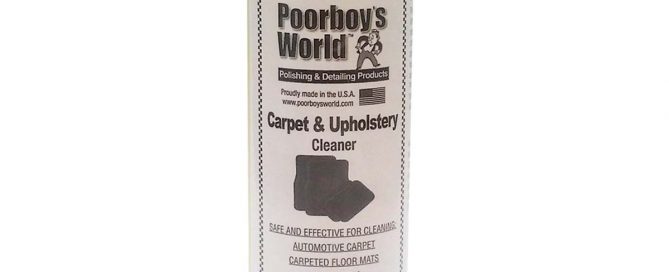 Poorboy's
World™
Polishing & Detailing Products
Proudly made in the U.S.A.
www.poorboysworld.com
Carpet & Upholstery
Cleaner
SAFE AND EFFECTIVE FOR CLEANING:
AUTOMOTIVE CARPET
CARPETED FLOOR MATS